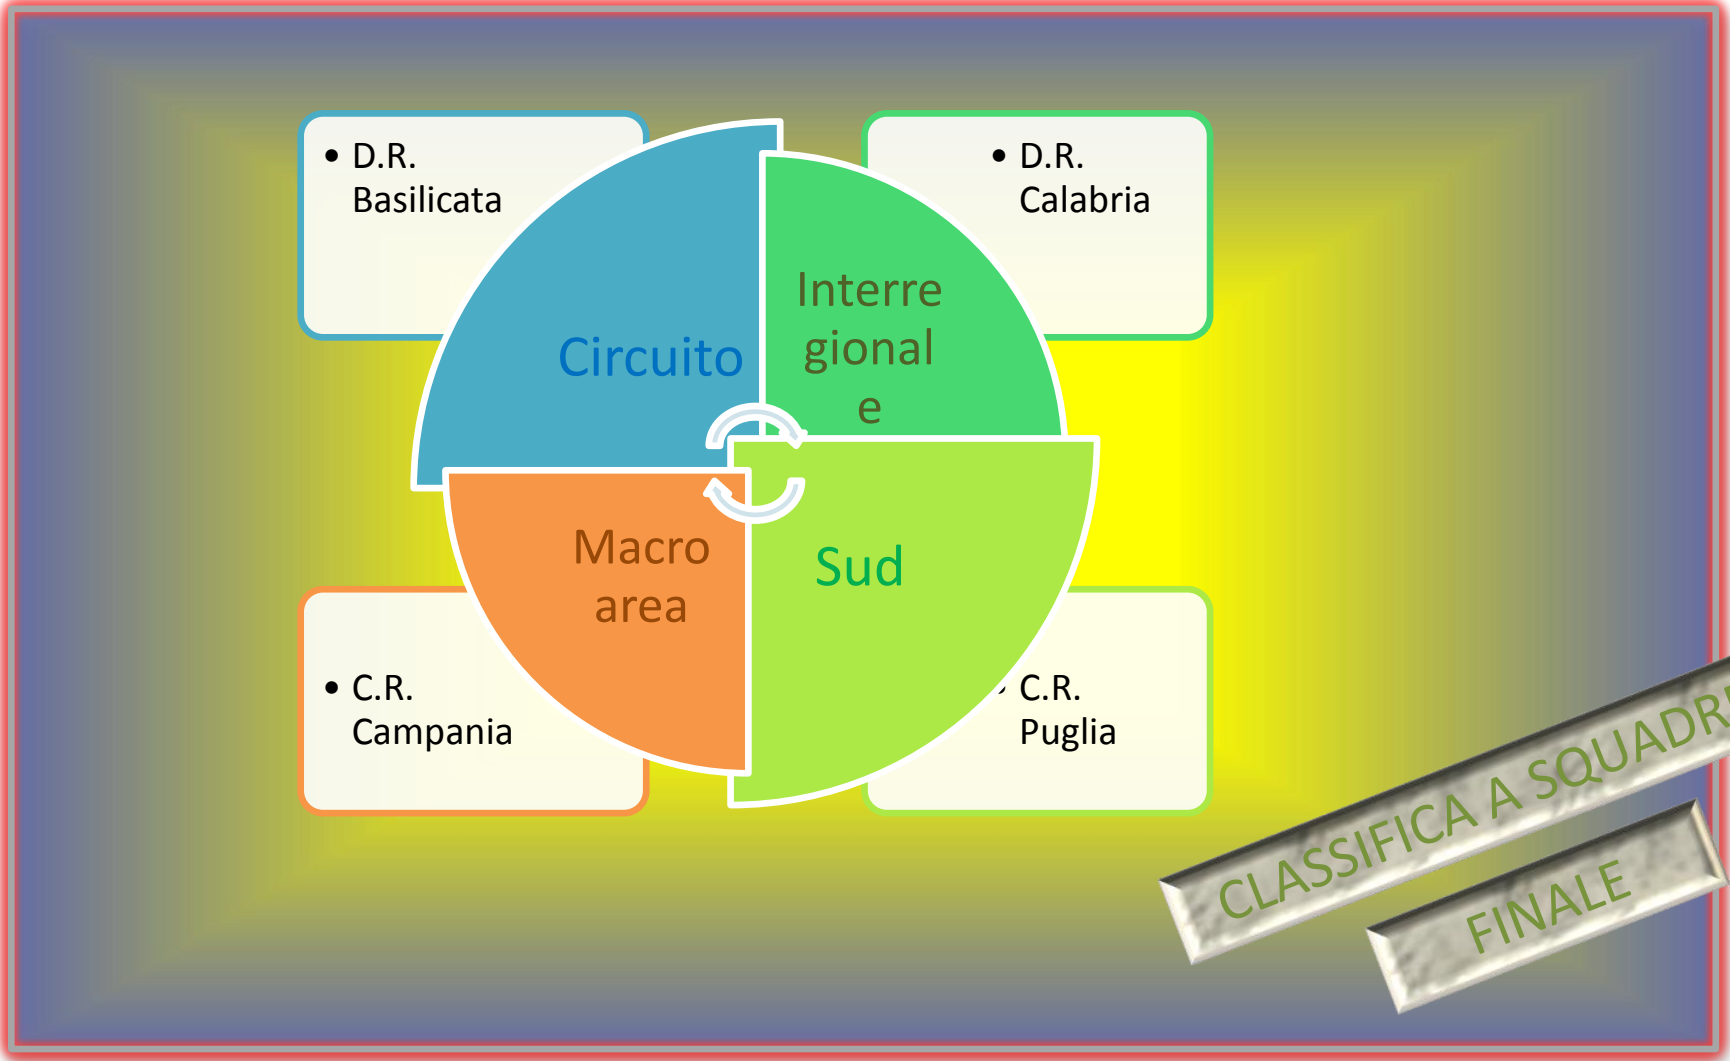 • D.R.
Basilicata
• D.R.
Calabria
Circuito
Interre
gional
e
Macro
area
Sud
• C.R.
Campania
• C.R.
Puglia
CLASSIFICA A SQUADR
FINALE